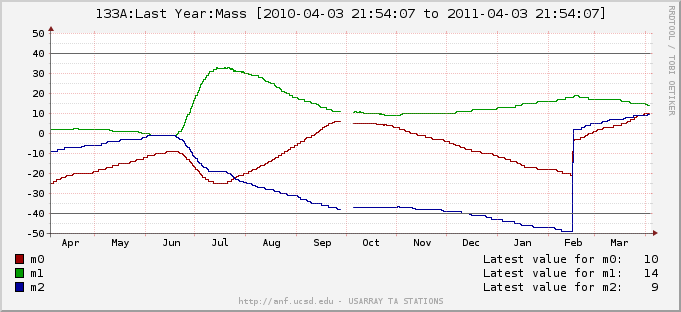 133A:Last Year:Mass [2010-04-03 21:54:07 to 2011-04-03 21:54:07]
RRDTOOL / TOBI OETIKER
50
40
30
20
10
0
-10
-20
-30
-40
-50
Apr May Jun Jul Aug Sep Oct Nov Dec Jan Feb Mar
m0 Latest value for m0: 10
m1 Latest value for m1: 14
m2 Latest value for m2: 9
http://anf.ucsd.edu - USARRAY TA STATIONS